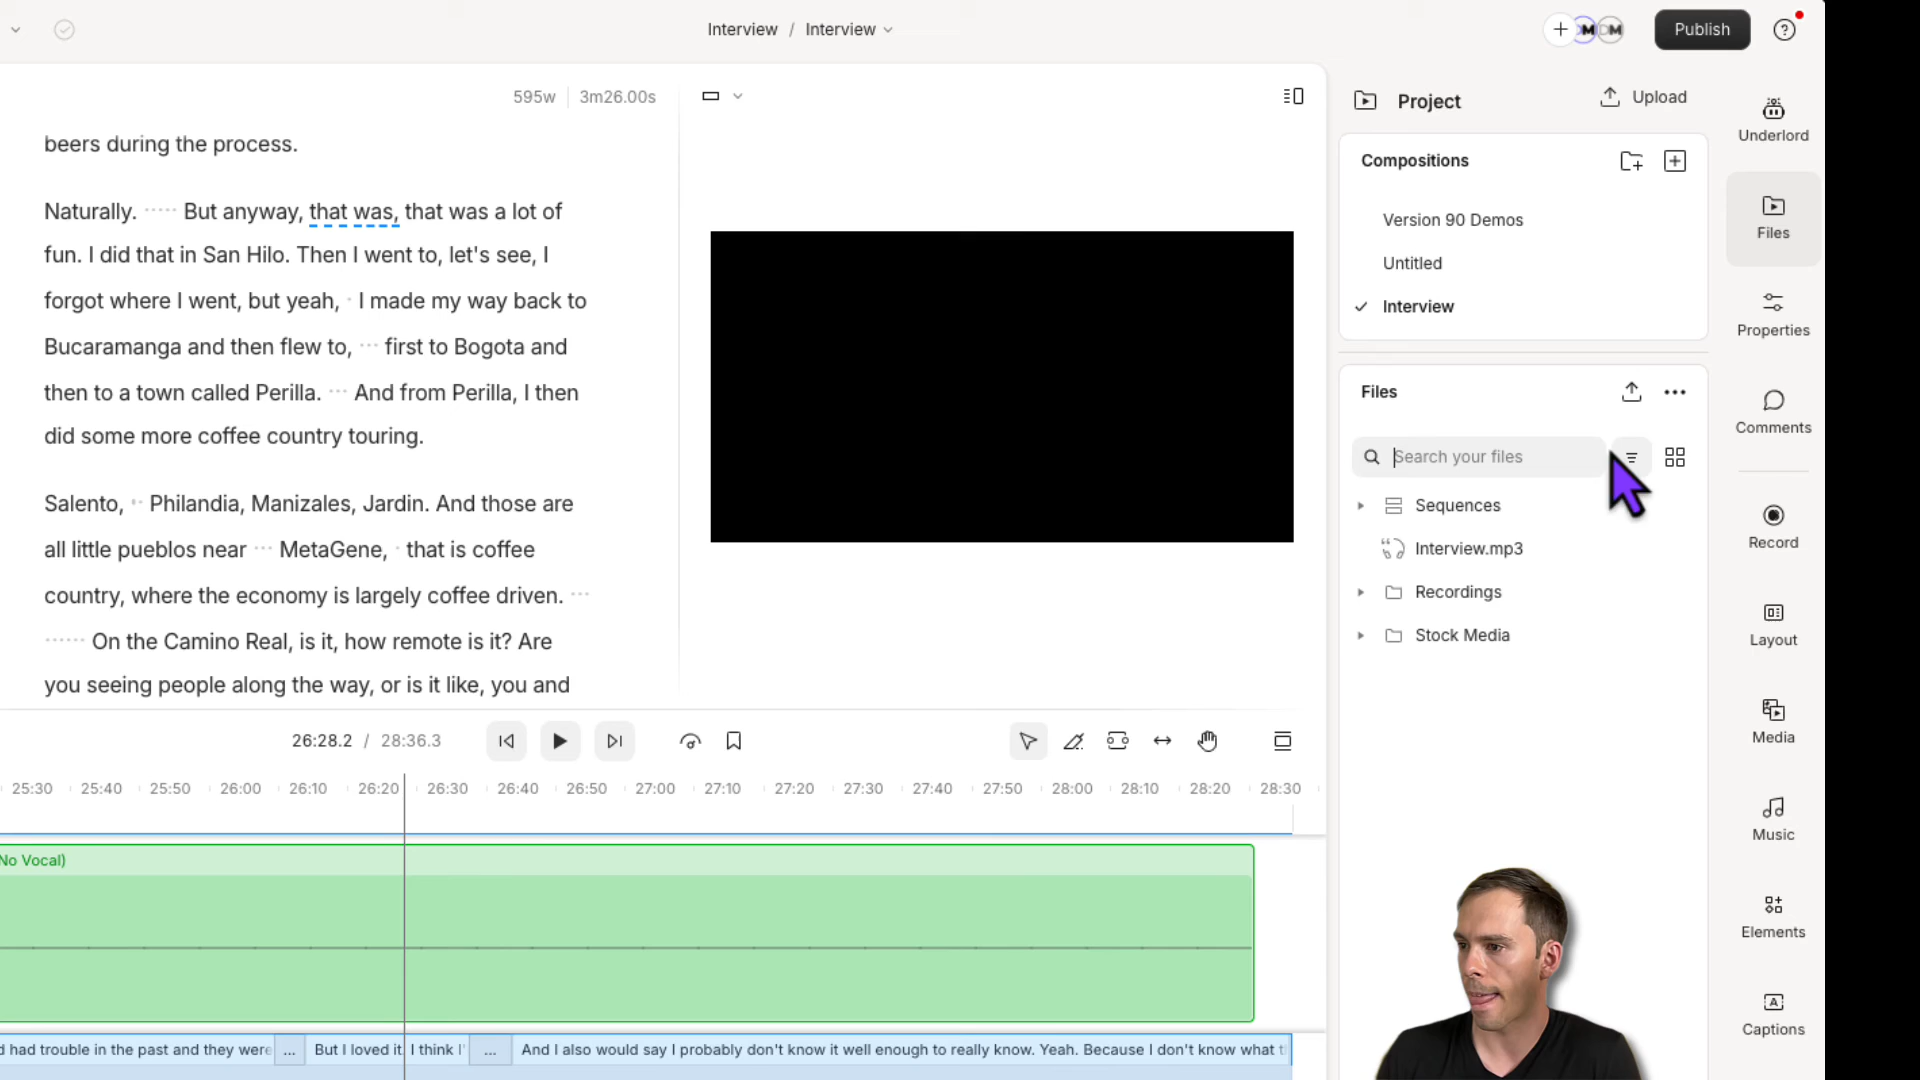 Interview / Interview
M
M
Publish
595w
3m26.00s
beers during the process.
Naturally. But anyway, that was, that was a lot of
fun. I did that in San Hilo. Then I went to, let's see, I
forgot where I went, but yeah, I made my way back to
Bucaramanga and then flew to, first to Bogota and
then to a town called Perilla. And from Perilla, I then
did some more coffee country touring.
Salento, Philandia, Manizales, Jardin. And those are
all little pueblos near MetaGene, that is coffee
country, where the economy is largely coffee driven.
On the Camino Real, is it, how remote is it? Are
you seeing people along the way, or is it like, you and
Project
Upload
Compositions
Version 90 Demos
Untitled
Interview
Files
Search your files
Sequences
Interview.mp3
Recordings
Stock Media
Underlord
Files
Properties
Comments
Record
Layout
Media
Music
Elements
Captions
26:28.2 / 28:36.3
25:30 25:40 25:50 26:00 26:10 26:20 26:30 26:40 26:50 27:00 27:10 27:20 27:30 27:40 27:50 28:00 28:10 28:20 28:30
No Vocal)
d had trouble in the past and they were ... But I loved it. I think I' ... And I also would say I probably don't know it well enough to really know. Yeah. Because I don't know what